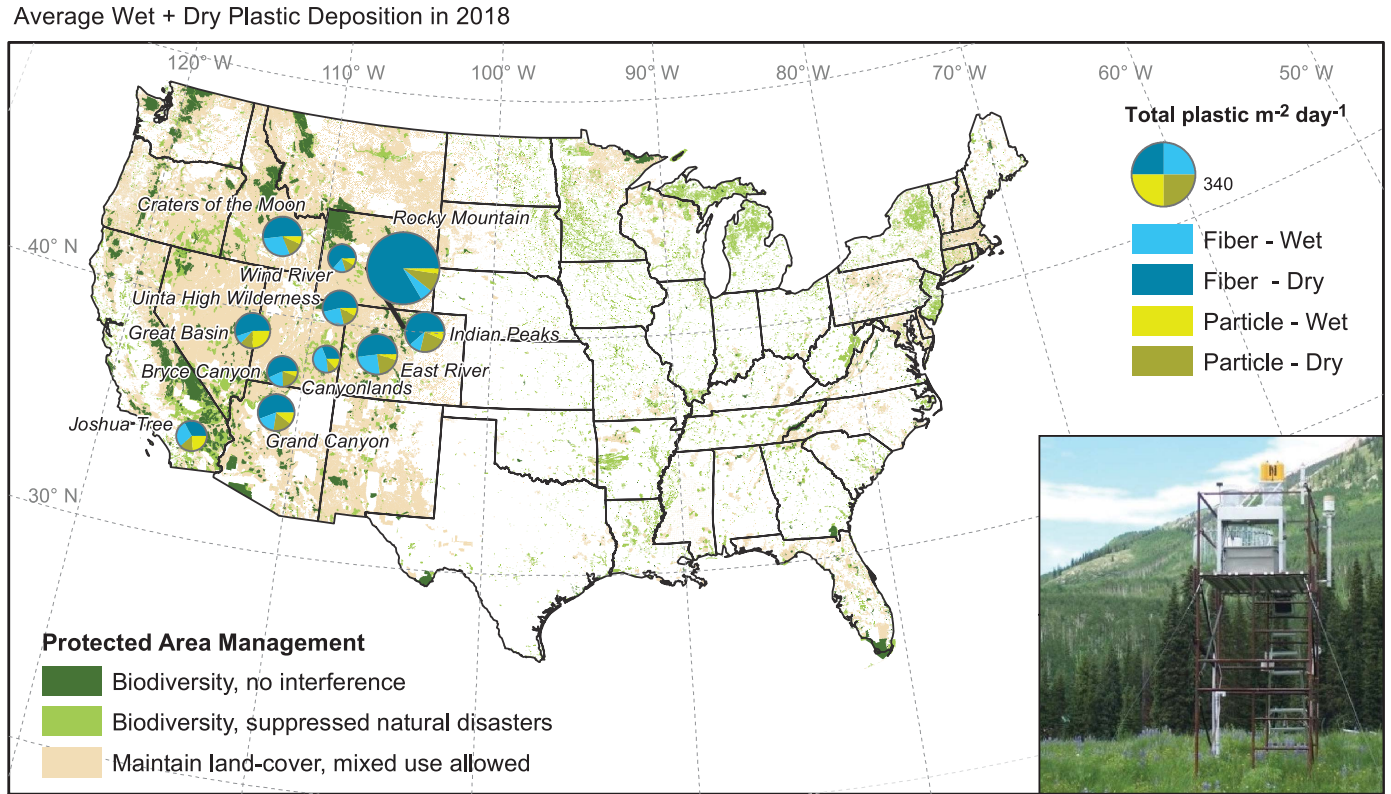 Average Wet + Dry Plastic Deposition in 2018
120° W
110° W
100° W
90° W
80° W
70° W
60° W
50° W
Total plastic m-2 day-1
340
Fiber - Wet
Fiber - Dry
Particle - Wet
Particle - Dry
40° N
30° N
Craters of the Moon
Rocky Mountain
Wind River
Uinta High Wilderness
Great Basin
Indian Peaks
Bryce Canyon
East River
Canyonlands
Joshua Tree
Grand Canyon
Protected Area Management
Biodiversity, no interference
Biodiversity, suppressed natural disasters
Maintain land-cover, mixed use allowed